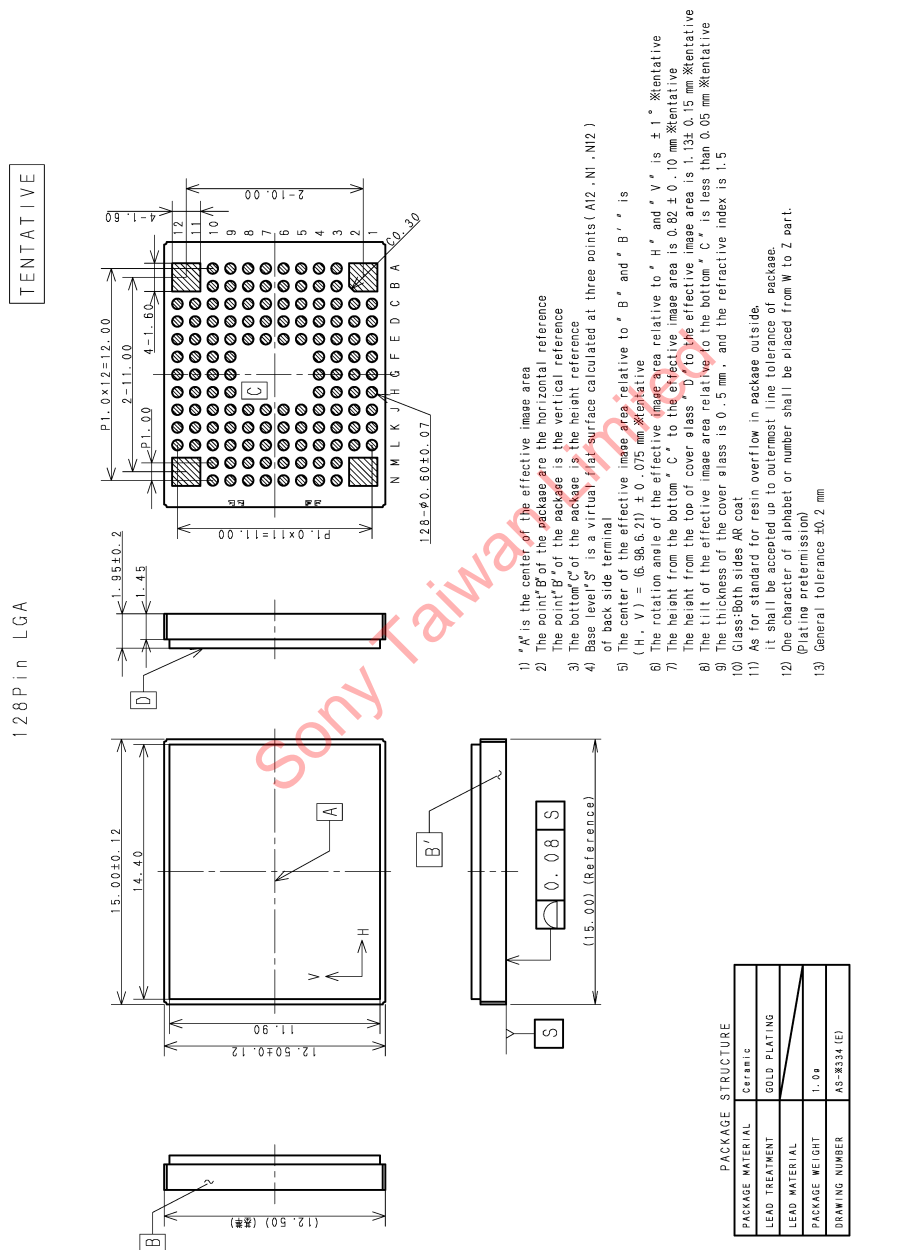 TENTATIVE
128Pin LGA
P1.0×12=12.00
2-11.00
4-1.60
P1.00
4-1.60
2-10.00
C0.30
12
11
10
9
8
7
6
5
4
3
2
1
N M L K J H G F E D C B A
C
P1.0×11=11.00
128-Ø0.60±0.07
1.95±0.2
1.45
D
15.00±0.12
14.40
A
V
H
11.90
12.50±0.12
B'
0.08 S
(15.00)(Reference)
S
B
(12.50)(基準)
1) "A" is the center of the effective image area
2) The point"B"of the package are the horizontal reference
The point"B'"of the package is the vertical reference
3) The bottom"C"of the package is the height reference
4) Base level"S" is a virtual flat surface calculated at three points ( A12 , N1 , N12 )
of back side terminal
5) The center of the effective image area relative to " B " and " B ' " is
( H , V ) = (6.98, 6.21) ± 0.075 mm ※tentative
6) The rotation angle of the effective image area relative to " H " and " V " is ± 1 ° ※tentative
7) The height from the bottom " C " to the effective image area is 0.82 ± 0.10 mm ※tentative
The height from the top of cover glass " D " to the effective image area is 1.13± 0.15 mm ※tentative
8) The tilt of the effective image area relative to the bottom " C " is less than 0.05 mm ※tentative
9) The thickness of the cover glass is 0.5 mm , and the refractive index is 1.5
10) Glass:Both sides AR coat
11) As for standard for resin overflow in package outside,
it shall be accepted up to outermost line tolerance of package.
12) One character of alphabet or number shall be placed from W to Z part.
(Plating pretermission)
13) General tolerance ±0.2 mm
PACKAGE STRUCTURE
PACKAGE MATERIAL Ceramic
LEAD TREATMENT GOLD PLATING
LEAD MATERIAL
PACKAGE WEIGHT 1.0g
DRAWING NUMBER AS-※334(E)
Sony Taiwan Limited